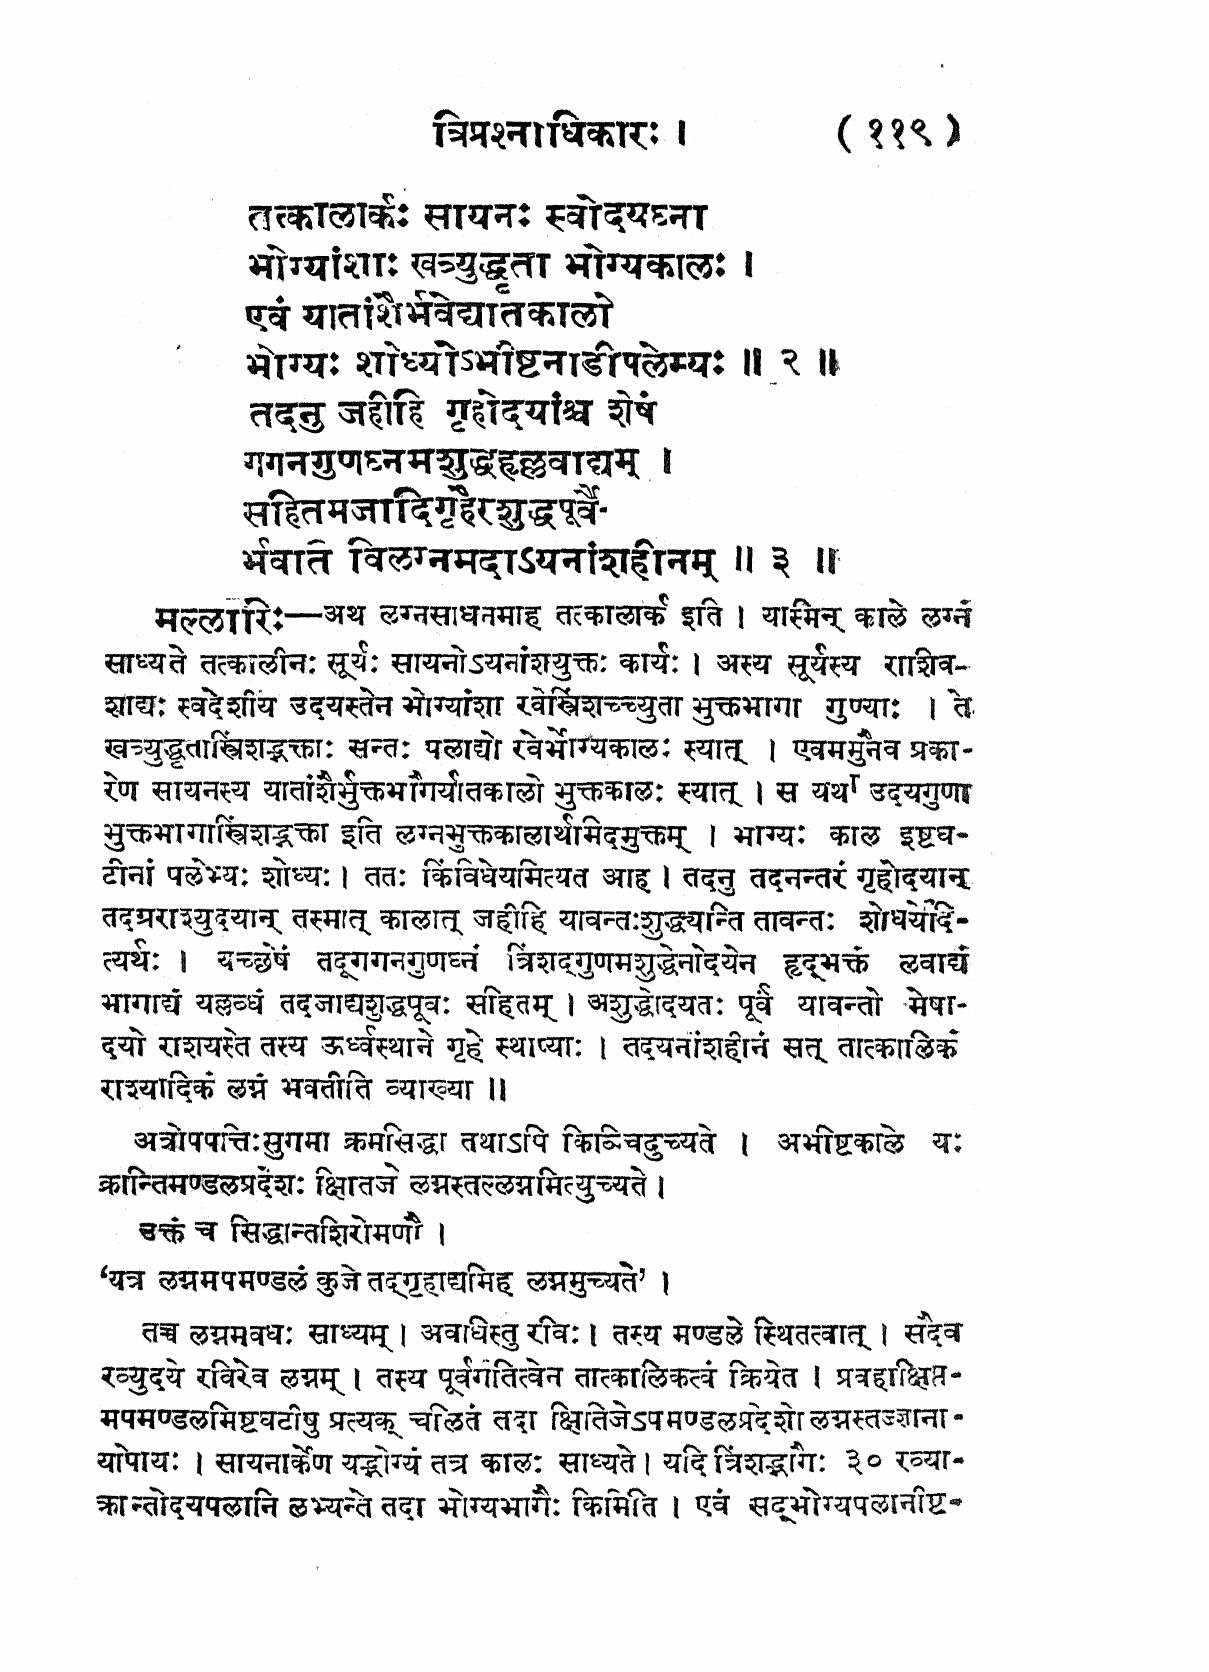 त्रिप्रश्नाधिकारः । ( ११९ )
तत्कालार्कः सायनः स्वोदयघ्ना
भोग्यांशाः खत्र्युद्धृता भोग्यकालः ।
एवं यातांशैर्भवेद्यातकालो
भोग्यः शोध्योऽभीष्टनाडीपलेभ्यः ॥ २ ॥
तदनु जहीहि गृहोदयांश्च शेषं
गगनगुणघ्नमशुद्धहृल्लवाद्यम् ।
सहितमजादिगृहैरशुद्धपूर्वै-
र्भवति विलग्नमदाऽयनांशहीनम् ॥ ३ ॥
मल्लारिः—अथ लग्नसाधनमाह तत्कालार्क इति । यस्मिन् काले लग्नं
साध्यते तत्कालीनः सूर्यः सायनोऽयनांशयुक्तः कार्यः । अस्य सूर्यस्य राशिव-
शाद्यः स्वदेशीय उदयस्तेन भोग्यांशा रवेस्त्रिंशच्च्युता भुक्तभागा गुण्याः । ते
खत्र्युद्धृतास्त्रिंशद्भक्ताः सन्तः पलाद्यो रवेर्भोग्यकालः स्यात् । एवममुनैव प्रका-
रेण सायनस्य यातांशैर्भुक्तभागैर्यातकालो भुक्तकालः स्यात् । स यथा उदयगुणा
भुक्तभागास्त्रिंशद्भक्ता इति लग्नभुक्तकालार्थमिदमुक्तम् । भाग्यः काल इष्टघ-
टीनां पलेभ्यः शोध्यः । ततः किंविधेयमित्यत आह । तदनु तदनन्तरं गृहोदयान्
तदग्रराश्युदयान् तस्मात् कालात् जहीहि यावन्तःशुद्ध्यन्ति तावन्तः शोधयेदि-
त्यर्थः । यच्छेषं तद्गगनगुणघ्नं त्रिंशद्गुणमशुद्धेनोदयेन हृद्भक्तं लवाद्यं
भागाद्यं यल्लब्धं तदजाद्यशुद्धपूवः सहितम् । अशुद्धोदयतः पूर्वं यावन्तो मेषा-
दयो राशयस्ते तस्य ऊर्ध्वस्थाने गृहे स्थाप्याः । तदयनांशहीनं सत् तात्कालिकं
राश्यादिकं लग्नं भवतीति व्याख्या ॥
अत्रोपपत्तिःसुगमा क्रमसिद्धा तथाऽपि किञ्चिदुच्यते । अभीष्टकाले यः
क्रान्तिमण्डलप्रदेशः क्षितिजे लग्नस्तल्लग्नमित्युच्यते ।
उक्तं च सिद्धान्तशिरोमणौ ।
‘यत्र लग्नमपमण्डलं कुजे तद्गृहाद्यमिह लग्नमुच्यते’ ।
तच्च लग्नमवधः साध्यम् । अवधिस्तु रविः । तस्य मण्डले स्थितत्वात् । सदैव
रव्युदये रविरेव लग्नम् । तस्य पूर्वगतित्वेन तात्कालिकत्वं क्रियेत । प्रवहाक्षिप्त-
मपमण्डलमिष्टघटीषु प्रत्यक् चलितं तदा क्षितिजेऽपमण्डलप्रदेशो लग्नस्तज्ज्ञाना-
योपायः । सायनार्केण यद्भोग्यं तत्र कालः साध्यते । यदि त्रिंशद्भागैः ३० रव्या-
क्रान्तोदयपलानि लभ्यन्ते तदा भोग्यभागैः किमिति । एवं सद्भोग्यपलानीष्ट-